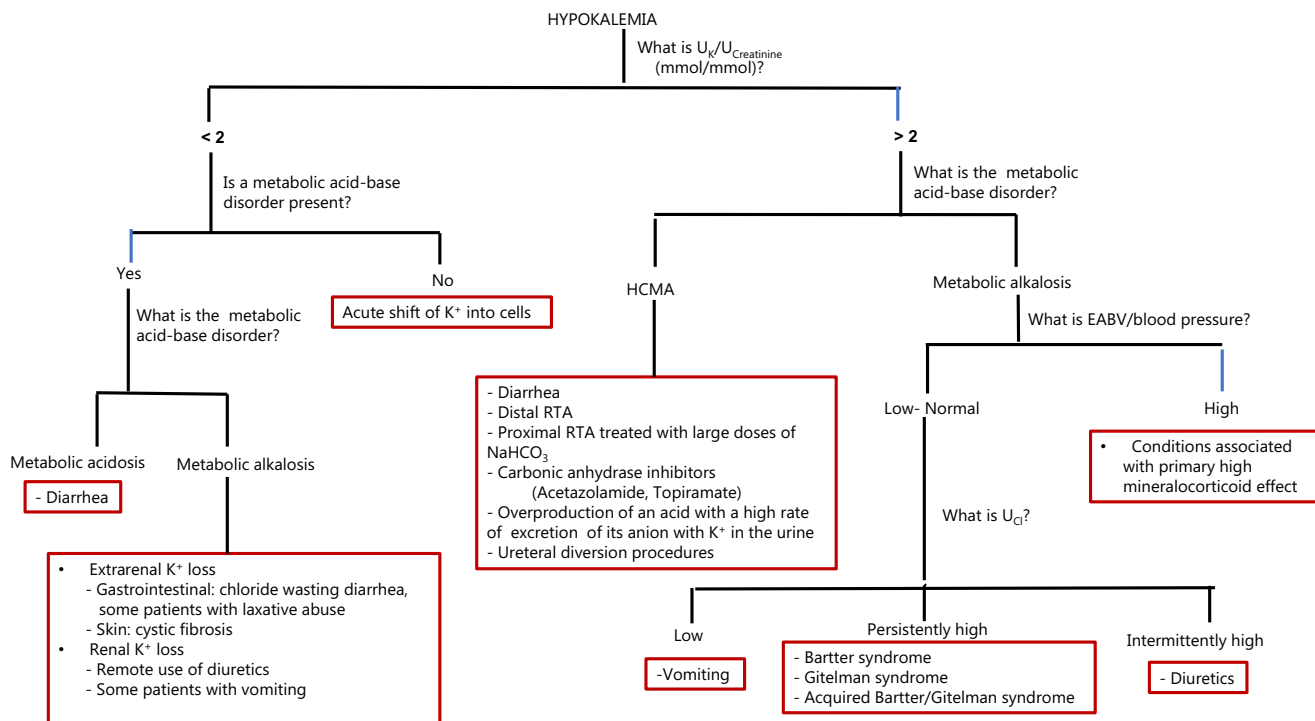 HYPOKALEMIA
What is U_K/U_Creatinine
(mmol/mmol)?
< 2
> 2
Is a metabolic acid-base
disorder present?
What is the metabolic
acid-base disorder?
Yes
No
Acute shift of K⁺ into cells
HCMA
Metabolic alkalosis
What is the metabolic
acid-base disorder?
What is EABV/blood pressure?
Metabolic acidosis
- Diarrhea
Metabolic alkalosis
- Diarrhea
- Distal RTA
- Proximal RTA treated with large doses of
NaHCO₃
- Carbonic anhydrase inhibitors
(Acetazolamide, Topiramate)
- Overproduction of an acid with a high rate
of excretion of its anion with K⁺ in the urine
- Ureteral diversion procedures
Low- Normal
High
• Conditions associated
with primary high
mineralocorticoid effect
What is U_Cl?
• Extrarenal K⁺ loss
- Gastrointestinal: chloride wasting diarrhea,
some patients with laxative abuse
- Skin: cystic fibrosis
• Renal K⁺ loss
- Remote use of diuretics
- Some patients with vomiting
Low
-Vomiting
Persistently high
- Bartter syndrome
- Gitelman syndrome
- Acquired Bartter/Gitelman syndrome
Intermittently high
- Diuretics